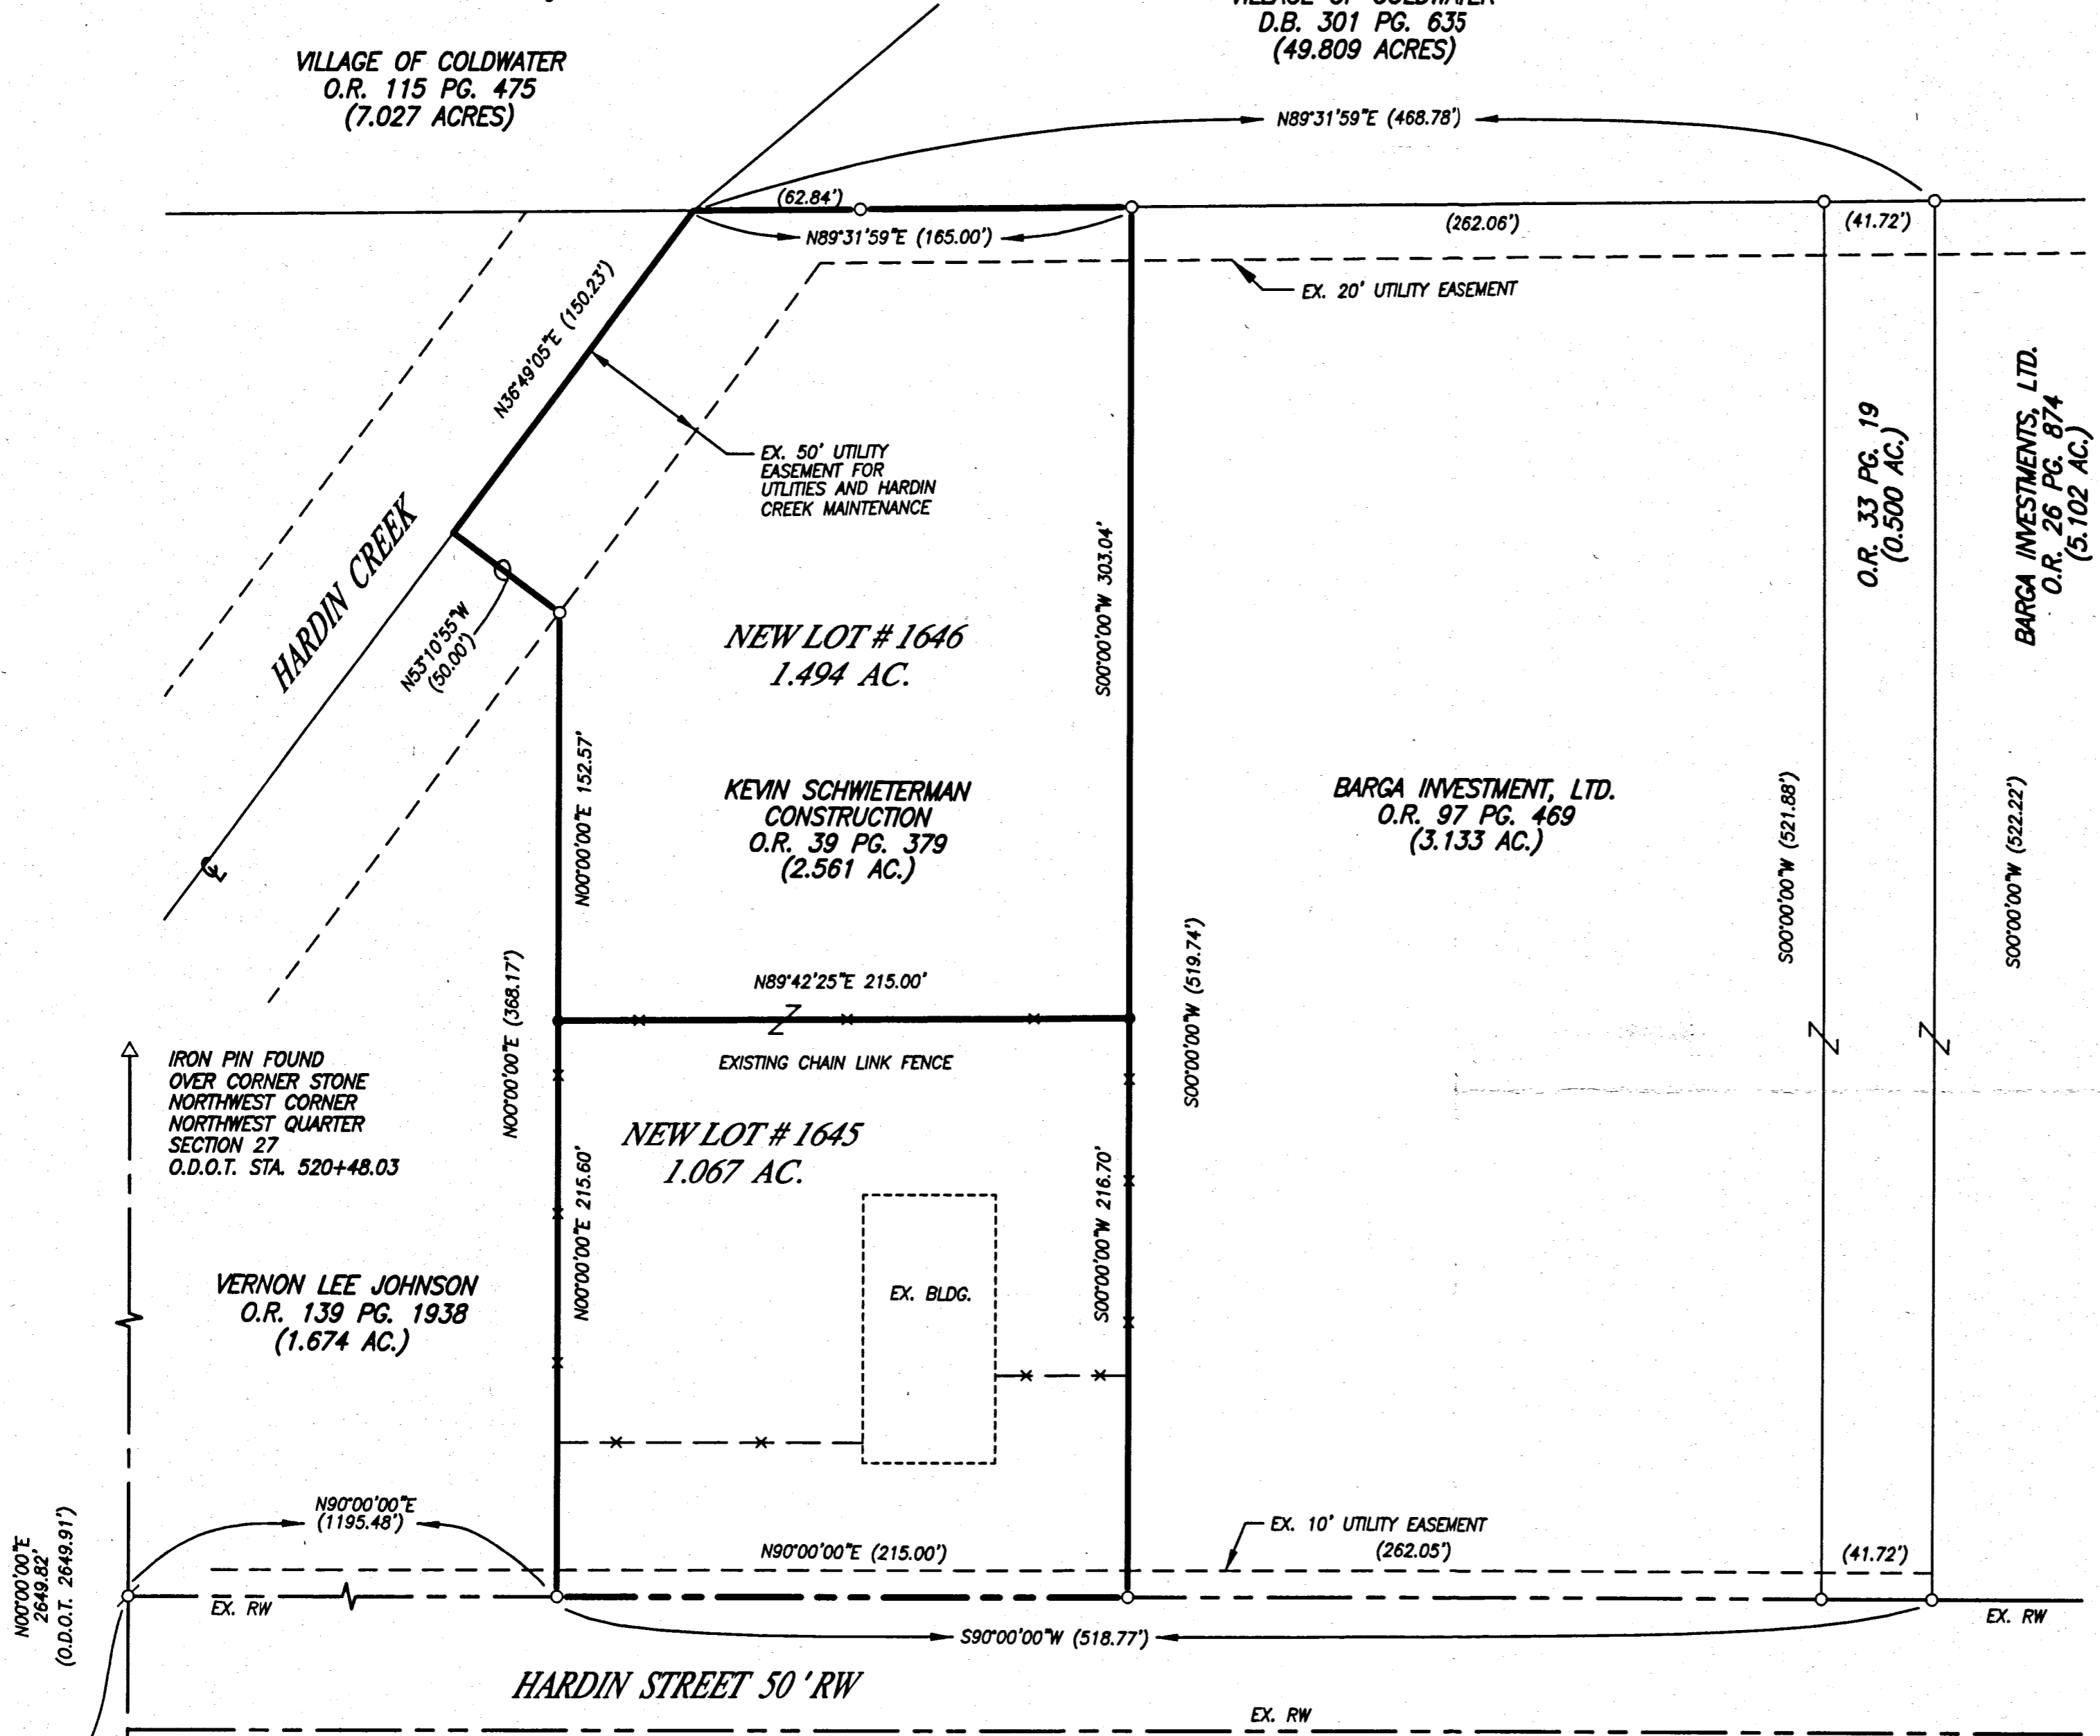 VILLAGE OF COLDWATER
D.B. 301 PG. 635
(49.809 ACRES)
VILLAGE OF COLDWATER
O.R. 115 PG. 475
(7.027 ACRES)
N89°31'59"E (468.78')
(62.84')
N89°31'59"E (165.00')
(262.06')
(41.72')
EX. 20' UTILITY EASEMENT
N36°49'05"E (150.23')
EX. 50' UTILITY
EASEMENT FOR
UTLITIES AND HARDIN
CREEK MAINTENANCE
HARDIN CREEK
N53°10'55"W
(50.00')
S00°00'00"W 303.04'
O.R. 33 PG. 19
(0.500 AC.)
BARGA INVESTMENTS, LTD.
O.R. 26 PG. 874
(5.102 AC.)
NEW LOT # 1646
1.494 AC.
N00°00'00"E 152.57'
KEVIN SCHWIETERMAN
CONSTRUCTION
O.R. 39 PG. 379
(2.561 AC.)
BARGA INVESTMENT, LTD.
O.R. 97 PG. 469
(3.133 AC.)
S00°00'00"W (521.88')
S00°00'00"W (522.22')
N00°00'00"E (368.17')
N89°42'25"E 215.00'
S00°00'00"W (519.74')
EXISTING CHAIN LINK FENCE
IRON PIN FOUND
OVER CORNER STONE
NORTHWEST CORNER
NORTHWEST QUARTER
SECTION 27
O.D.O.T. STA. 520+48.03
NEW LOT # 1645
1.067 AC.
N00°00'00"E 215.60'
S00°00'00"W 216.70'
EX. BLDG.
VERNON LEE JOHNSON
O.R. 139 PG. 1938
(1.674 AC.)
N00°00'00"E
2649.82'
(O.D.O.T. 2649.91')
N90°00'00"E
(1195.48')
N90°00'00"E (215.00')
EX. 10' UTILITY EASEMENT
(262.05')
(41.72')
EX. RW
EX. RW
S90°00'00"W (518.77')
HARDIN STREET 50 'RW
EX. RW